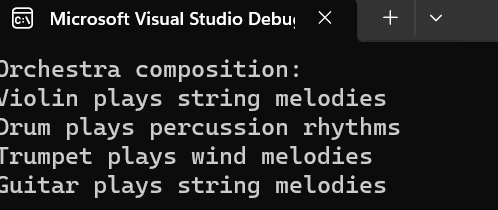 Microsoft Visual Studio Debug
Orchestra composition:
Violin plays string melodies
Drum plays percussion rhythms
Trumpet plays wind melodies
Guitar plays string melodies